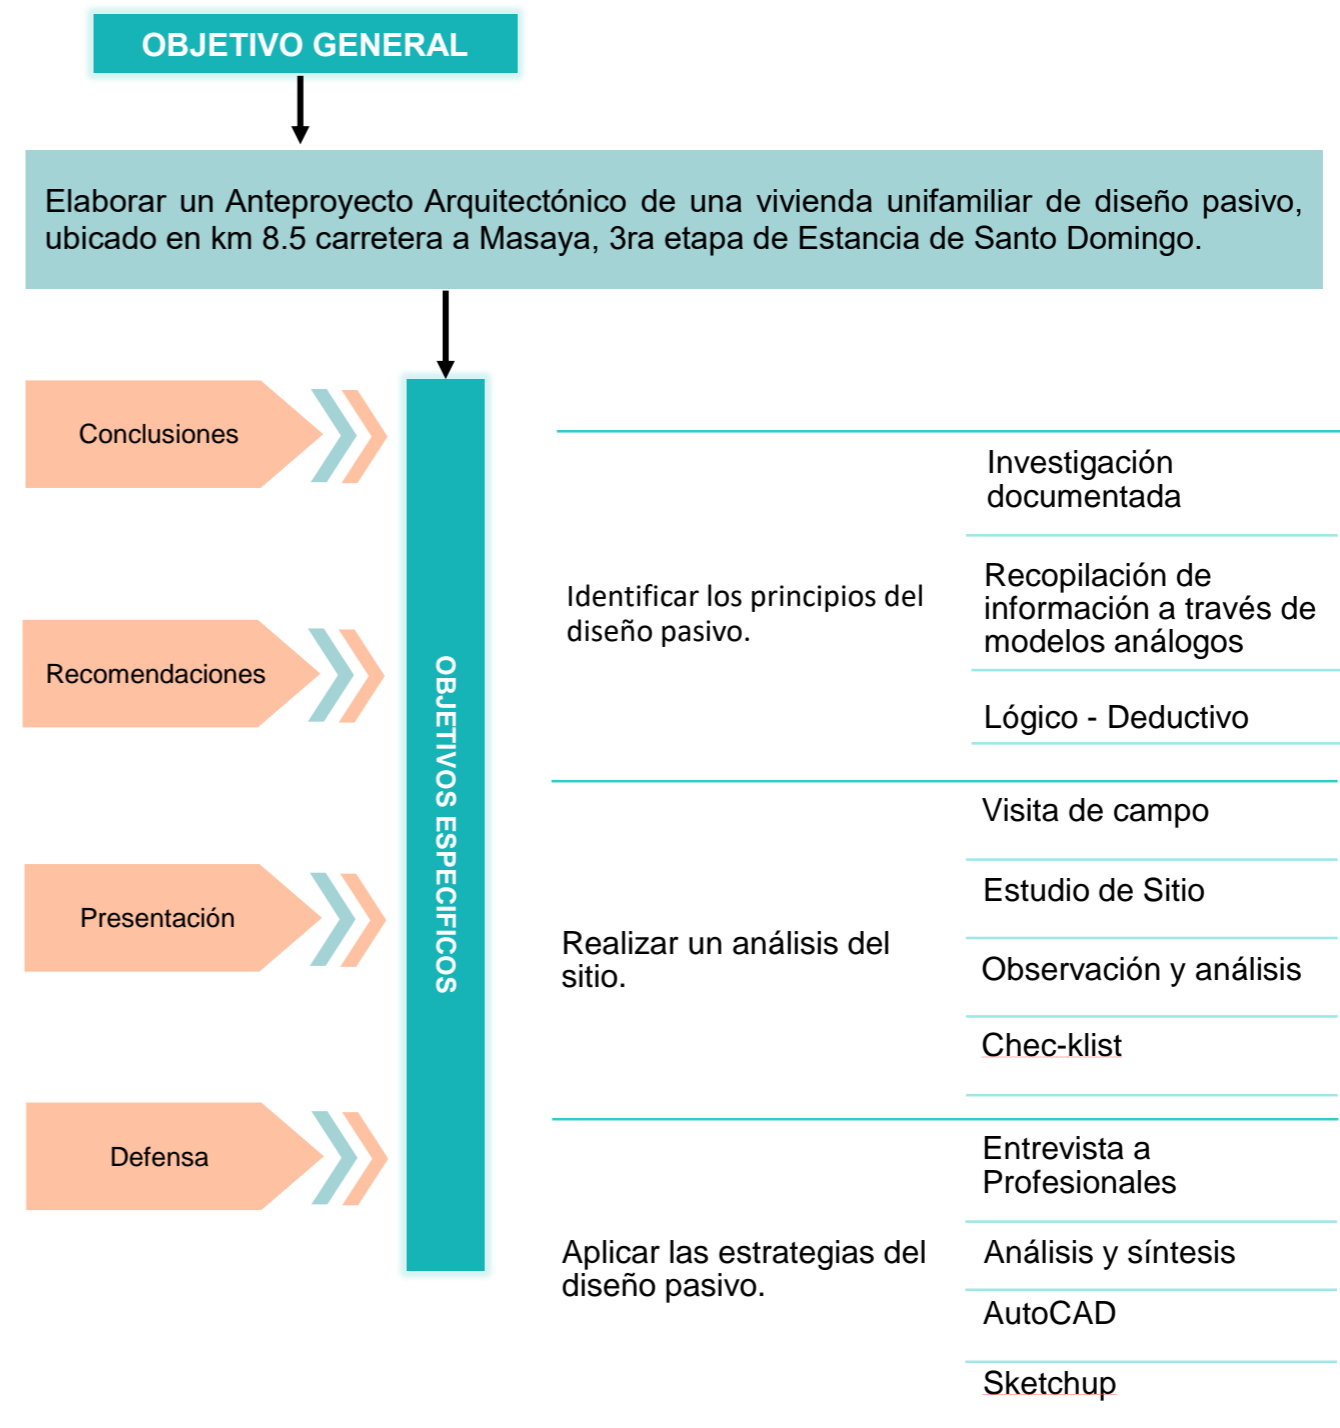 OBJETIVO GENERAL
Elaborar un Anteproyecto Arquitectónico de una vivienda unifamiliar de diseño pasivo,
ubicado en km 8.5 carretera a Masaya, 3ra etapa de Estancia de Santo Domingo.
Conclusiones
Recomendaciones
Presentación
Defensa
OBJETIVOS ESPECIFICOS
Identificar los principios del
diseño pasivo.
Investigación
documentada
Recopilación de
información a través de
modelos análogos
Lógico - Deductivo
Realizar un análisis del
sitio.
Visita de campo
Estudio de Sitio
Observación y análisis
Chec-klist
Aplicar las estrategias del
diseño pasivo.
Entrevista a
Profesionales
Análisis y síntesis
AutoCAD
Sketchup